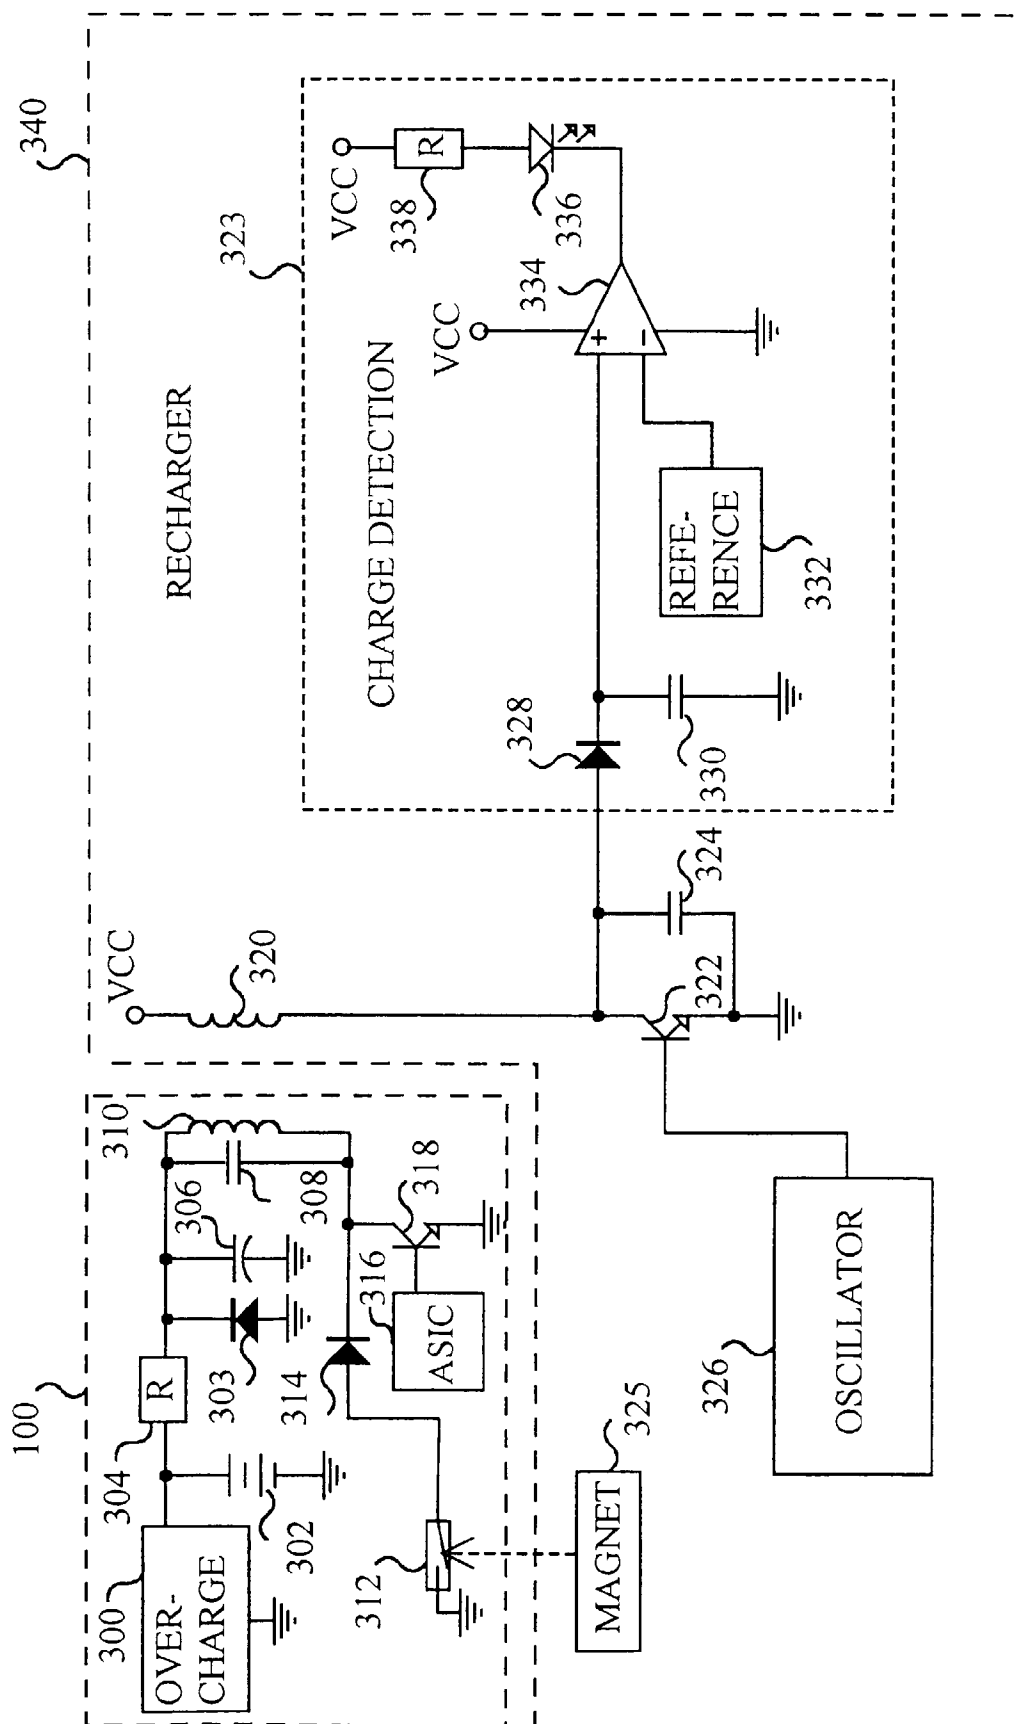 340
RECHARGER
323
CHARGE DETECTION
VCC
R
338
336
VCC
334
+
−
REFE-
RENCE
332
328
330
324
VCC
320
322
OSCILLATOR
326
100
310
308
306
318
316
ASIC
314
303
R
304
302
300
OVER-
CHARGE
312
MAGNET
325